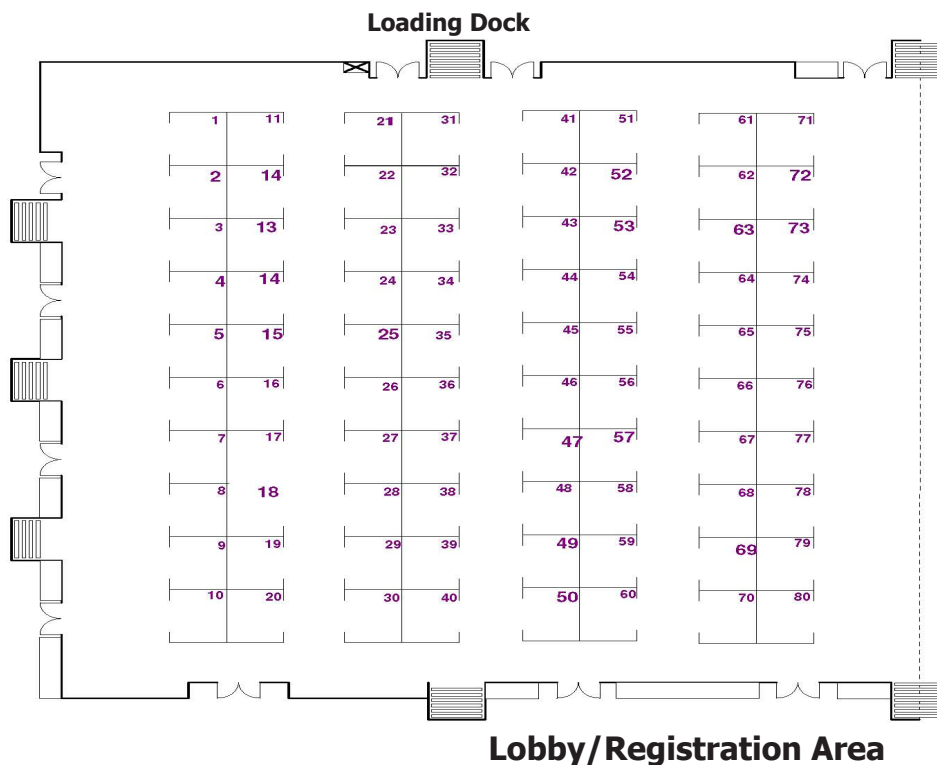 Loading Dock
1 11 21 31 41 51 61 71
2 14 22 32 42 52 62 72
3 13 23 33 43 53 63 73
4 14 24 34 44 54 64 74
5 15 25 35 45 55 65 75
6 16 26 36 46 56 66 76
7 17 27 37 47 57 67 77
8 18 28 38 48 58 68 78
9 19 29 39 49 59 69 79
10 20 30 40 50 60 70 80
Lobby/Registration Area